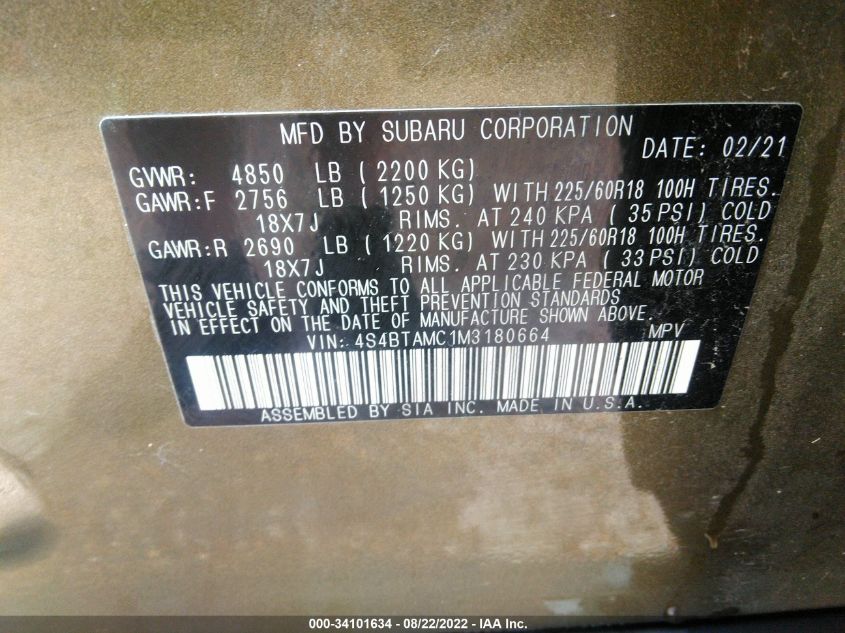 MFD BY SUBARU CORPORATION
DATE: 02/21
GVWR: 4850 LB ( 2200 KG)
GAWR:F 2756 LB ( 1250 KG) WITH 225/60R18 100H TIRES.
18X7J RIMS. AT 240 KPA ( 35 PSI) COLD
GAWR:R 2690 LB ( 1220 KG) WITH 225/60R18 100H TIRES.
18X7J RIMS. AT 230 KPA ( 33 PSI) COLD
THIS VEHICLE CONFORMS TO ALL APPLICABLE FEDERAL MOTOR
VEHICLE SAFETY AND THEFT PREVENTION STANDARDS
IN EFFECT ON THE DATE OF MANUFACTURE SHOWN ABOVE.
VIN: 4S4BTAMC1M3180664 MPV
ASSEMBLED BY SIA INC. MADE IN U.S.A.
000-34101634 - 08/22/2022 - IAA Inc.